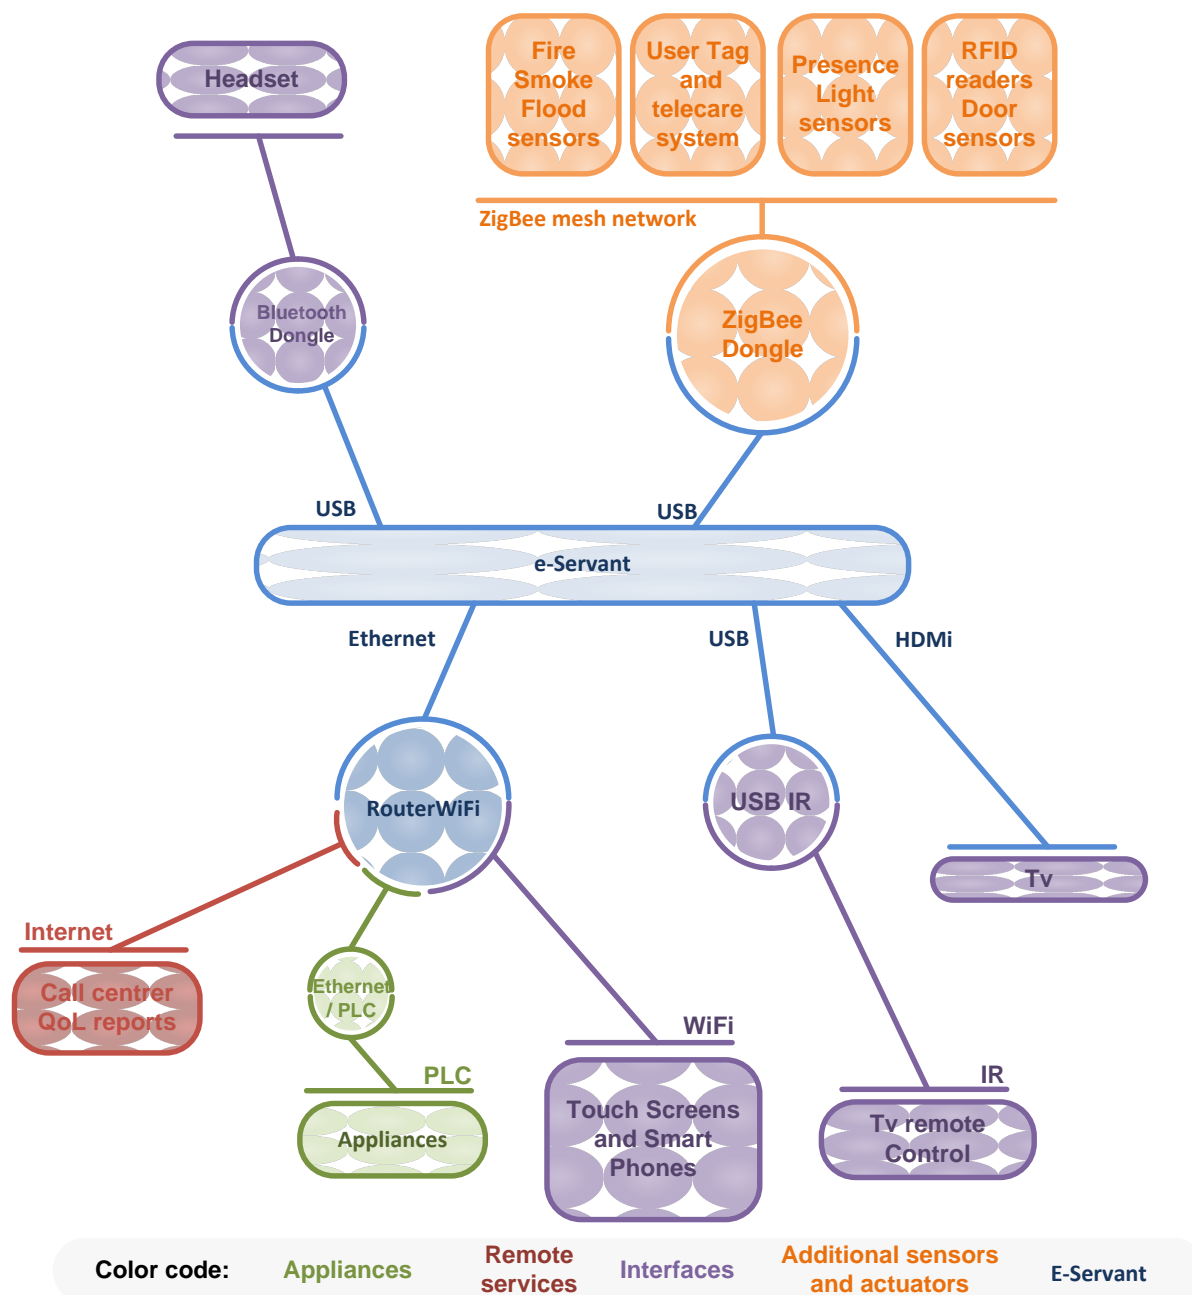 Headset
Fire
Smoke
Flood
sensors
User Tag
and
telecare
system
Presence
Light
sensors
RFID
readers
Door
sensors
ZigBee mesh network
Bluetooth
Dongle
ZigBee
Dongle
USB
USB
e-Servant
Ethernet
USB
HDMi
RouterWiFi
USB IR
Tv
Internet
Call centrer
QoL reports
Ethernet
/ PLC
WiFi
PLC
IR
Appliances
Touch Screens
and Smart
Phones
Tv remote
Control
Color code:
Appliances
Remote
services
Interfaces
Additional sensors
and actuators
E-Servant